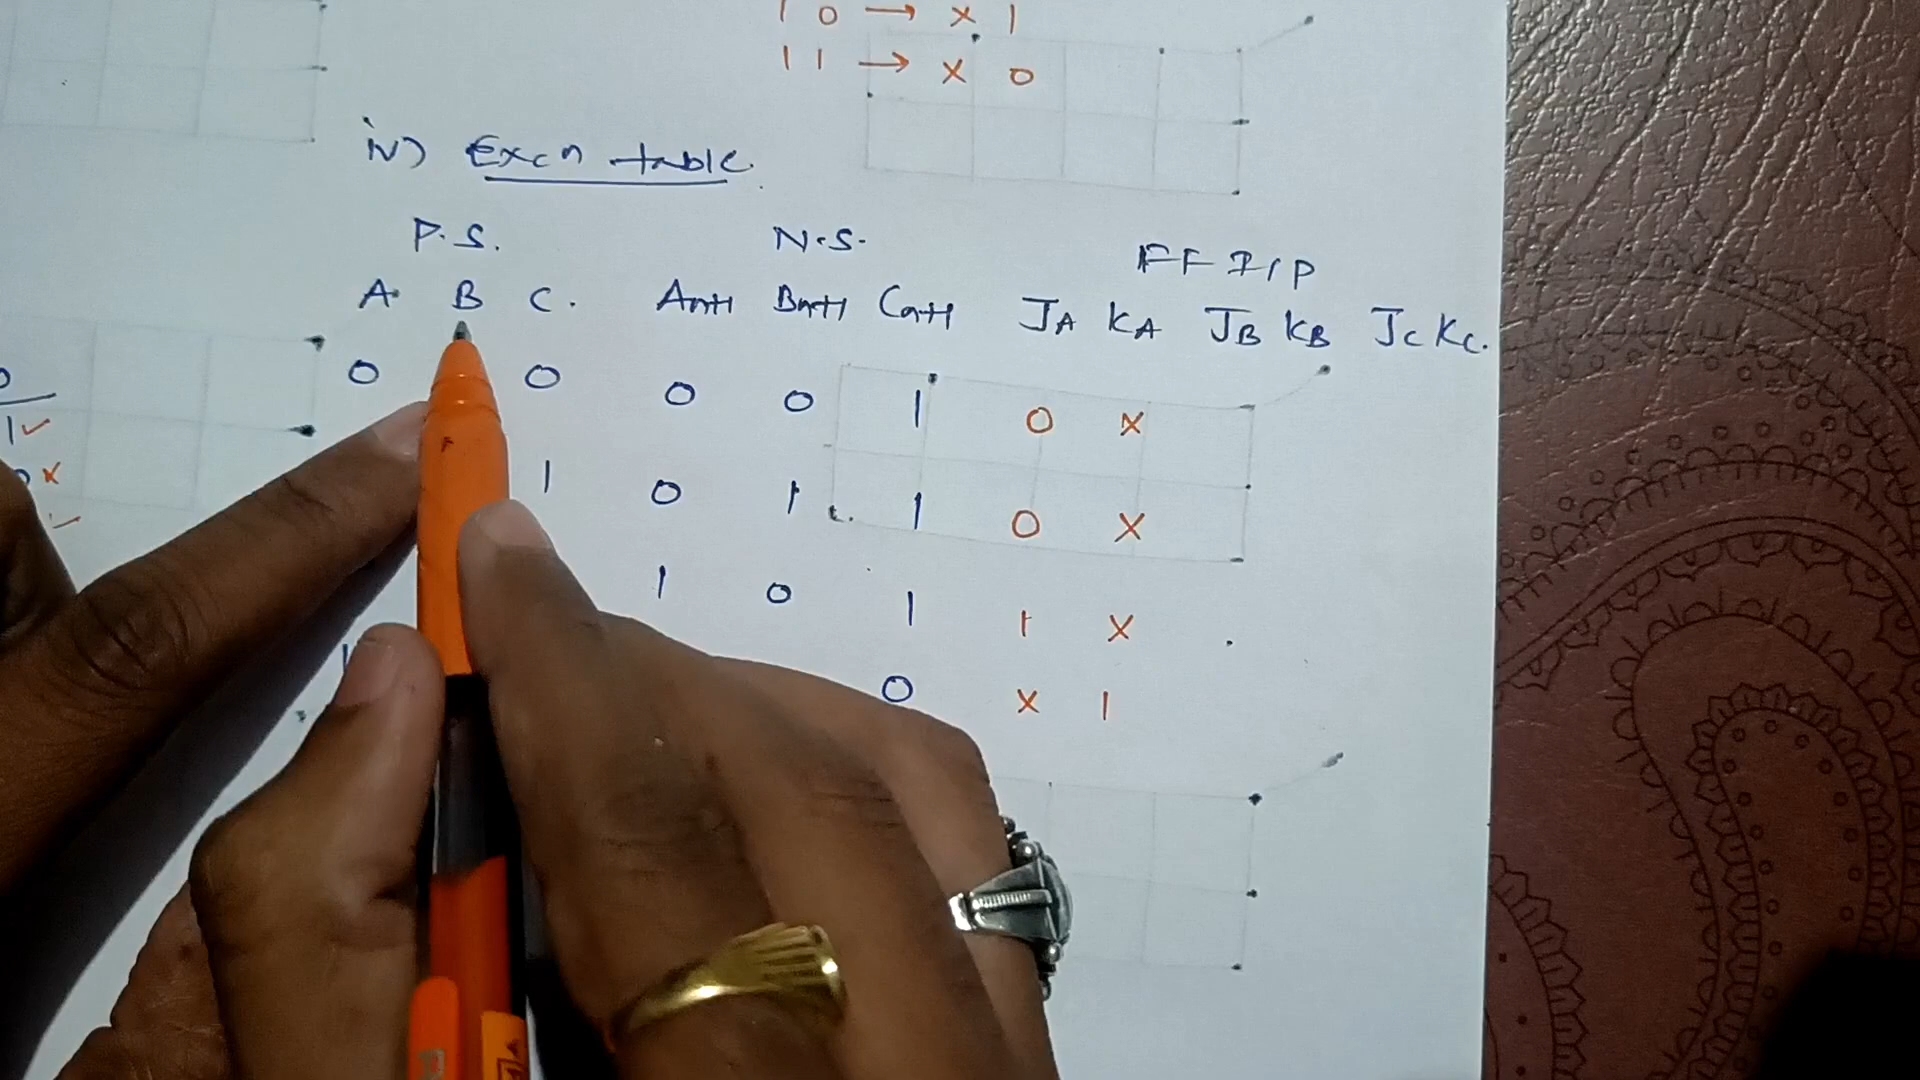 1 0 → x 1
1 1 → x 0
iv) Excn table.
P.S. N.S. FF I/P
A B C. An+1 Bn+1 Cn+1 JA KA JB KB JC KC.
0 0 0 0 1 0 x
1 0 1 1 0 x
1 0 1 1 x
0 x 1
1 ✓
x